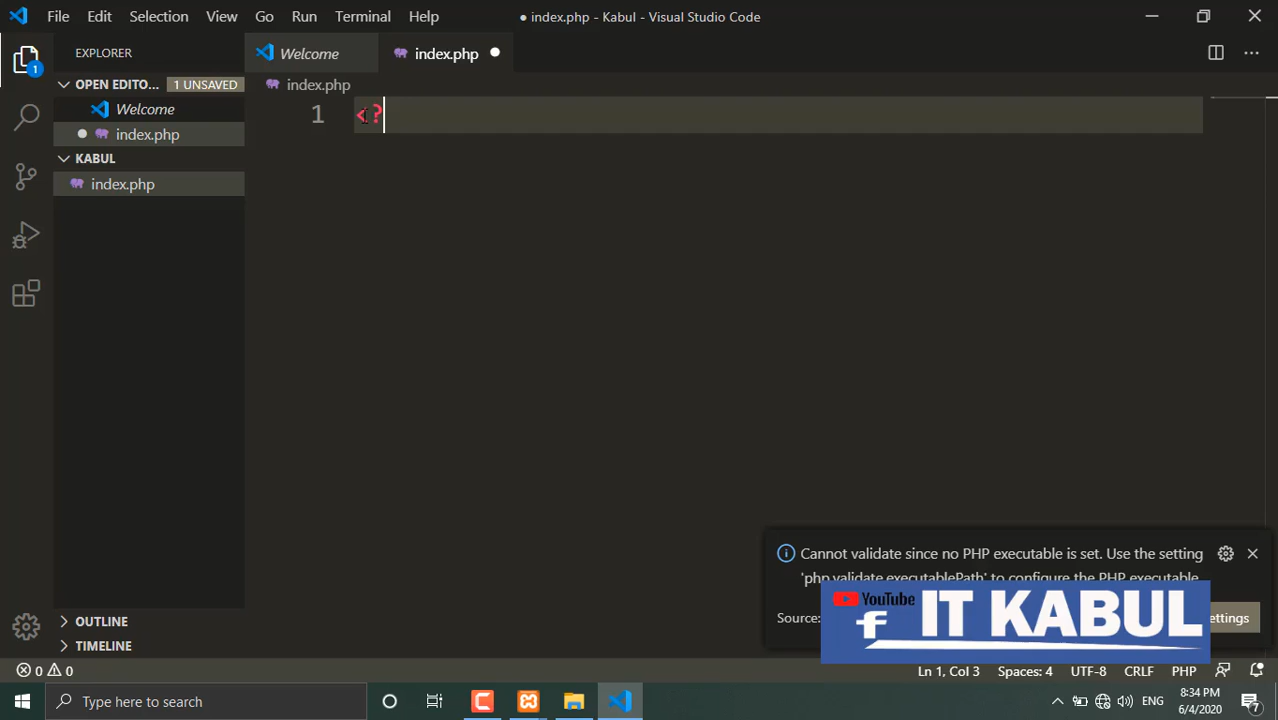 File Edit Selection View Go Run Terminal Help
● index.php - Kabul - Visual Studio Code
EXPLORER
OPEN EDITO... 1 UNSAVED
Welcome
index.php
KABUL
index.php
OUTLINE
TIMELINE
Welcome
index.php
index.php
1 <?
Cannot validate since no PHP executable is set. Use the setting
'php.validate.executablePath' to configure the PHP executable.
Source:
ettings
YouTube
f IT KABUL
1
0 0
Ln 1, Col 3 Spaces: 4 UTF-8 CRLF PHP
Type here to search
ENG
8:34 PM
6/4/2020
7